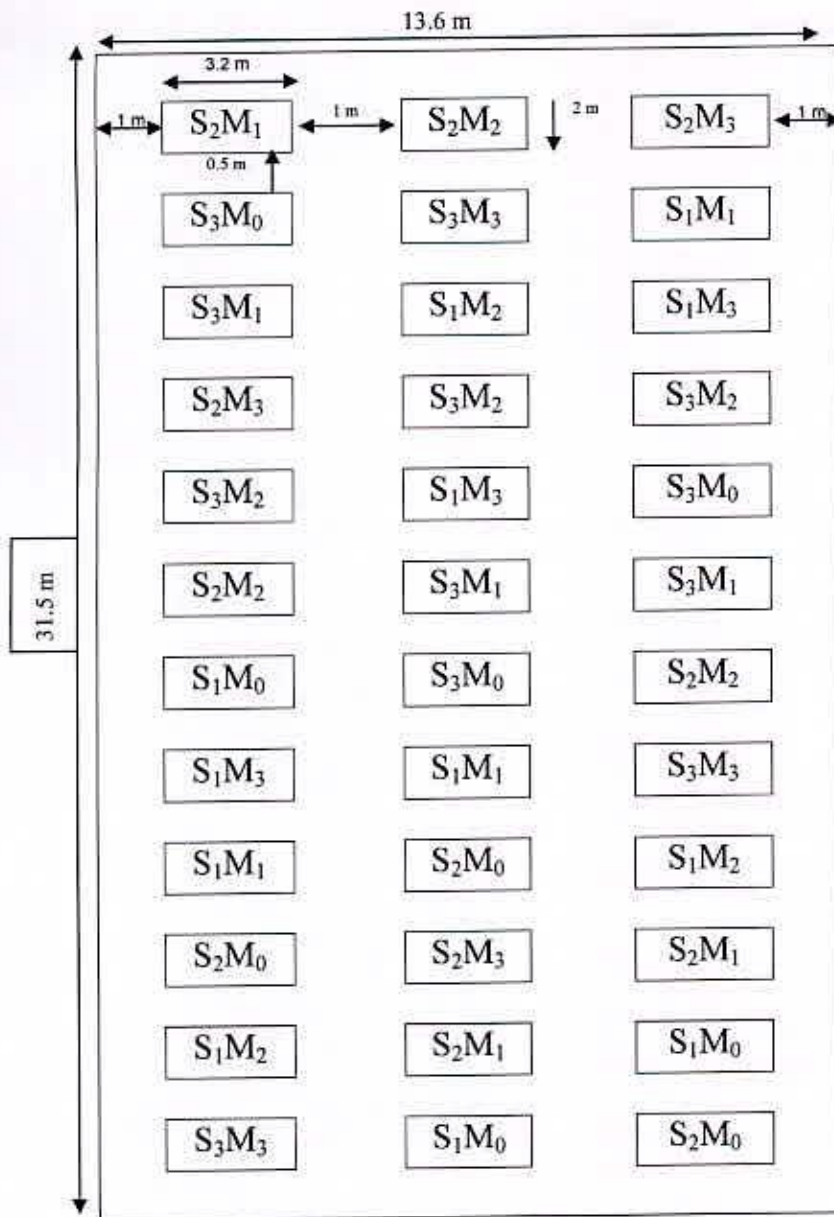 13.6 m
3.2 m
1 m S₂M₁ 1 m S₂M₂ 2 m S₂M₃ 1 m
0.5 m
S₃M₀ S₃M₃ S₁M₁
S₃M₁ S₁M₂ S₁M₃
S₂M₃ S₃M₂ S₃M₂
S₃M₂ S₁M₃ S₃M₀
S₂M₂ S₃M₁ S₃M₁
31.5 m
S₁M₀ S₃M₀ S₂M₂
S₁M₃ S₁M₁ S₃M₃
S₁M₁ S₂M₀ S₁M₂
S₂M₀ S₂M₃ S₂M₁
S₁M₂ S₂M₁ S₁M₀
S₃M₃ S₁M₀ S₂M₀